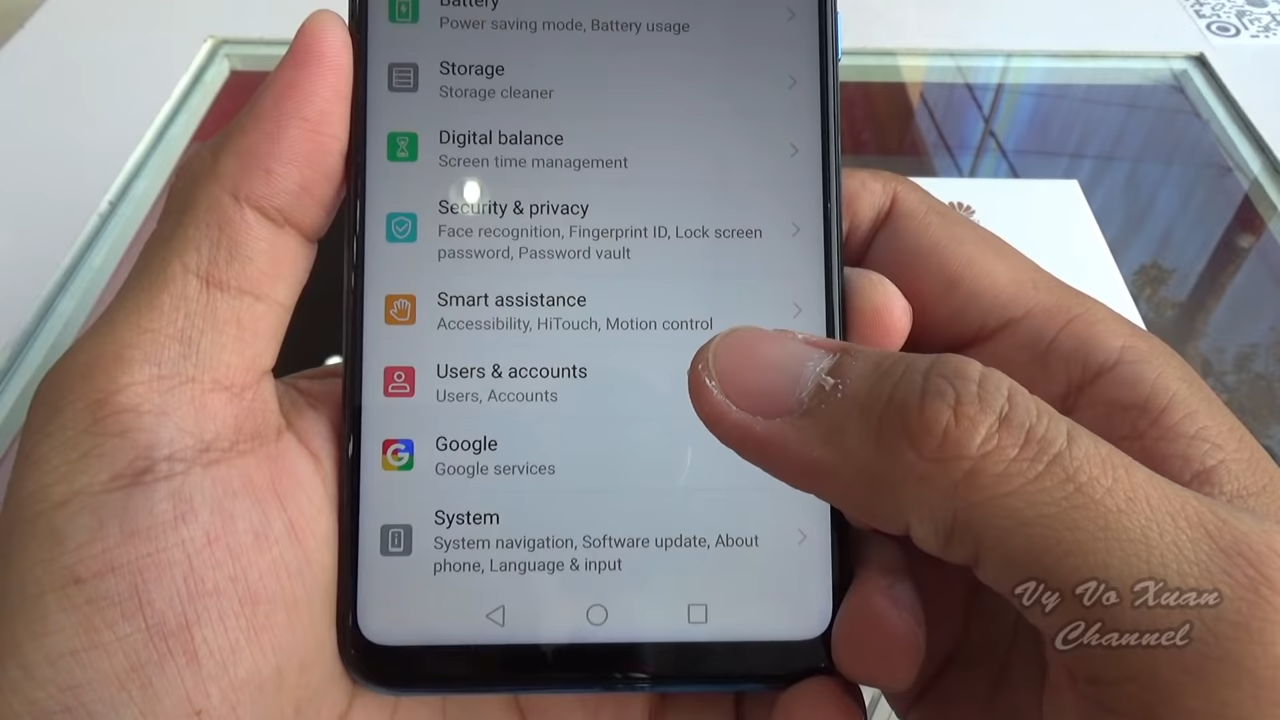 Battery
Power saving mode, Battery usage
Storage
Storage cleaner
Digital balance
Screen time management
Security & privacy
Face recognition, Fingerprint ID, Lock screen
password, Password vault
Smart assistance
Accessibility, HiTouch, Motion control
Users & accounts
Users, Accounts
Google
Google services
System
System navigation, Software update, About
phone, Language & input
Vy Vo Xuan
Channel